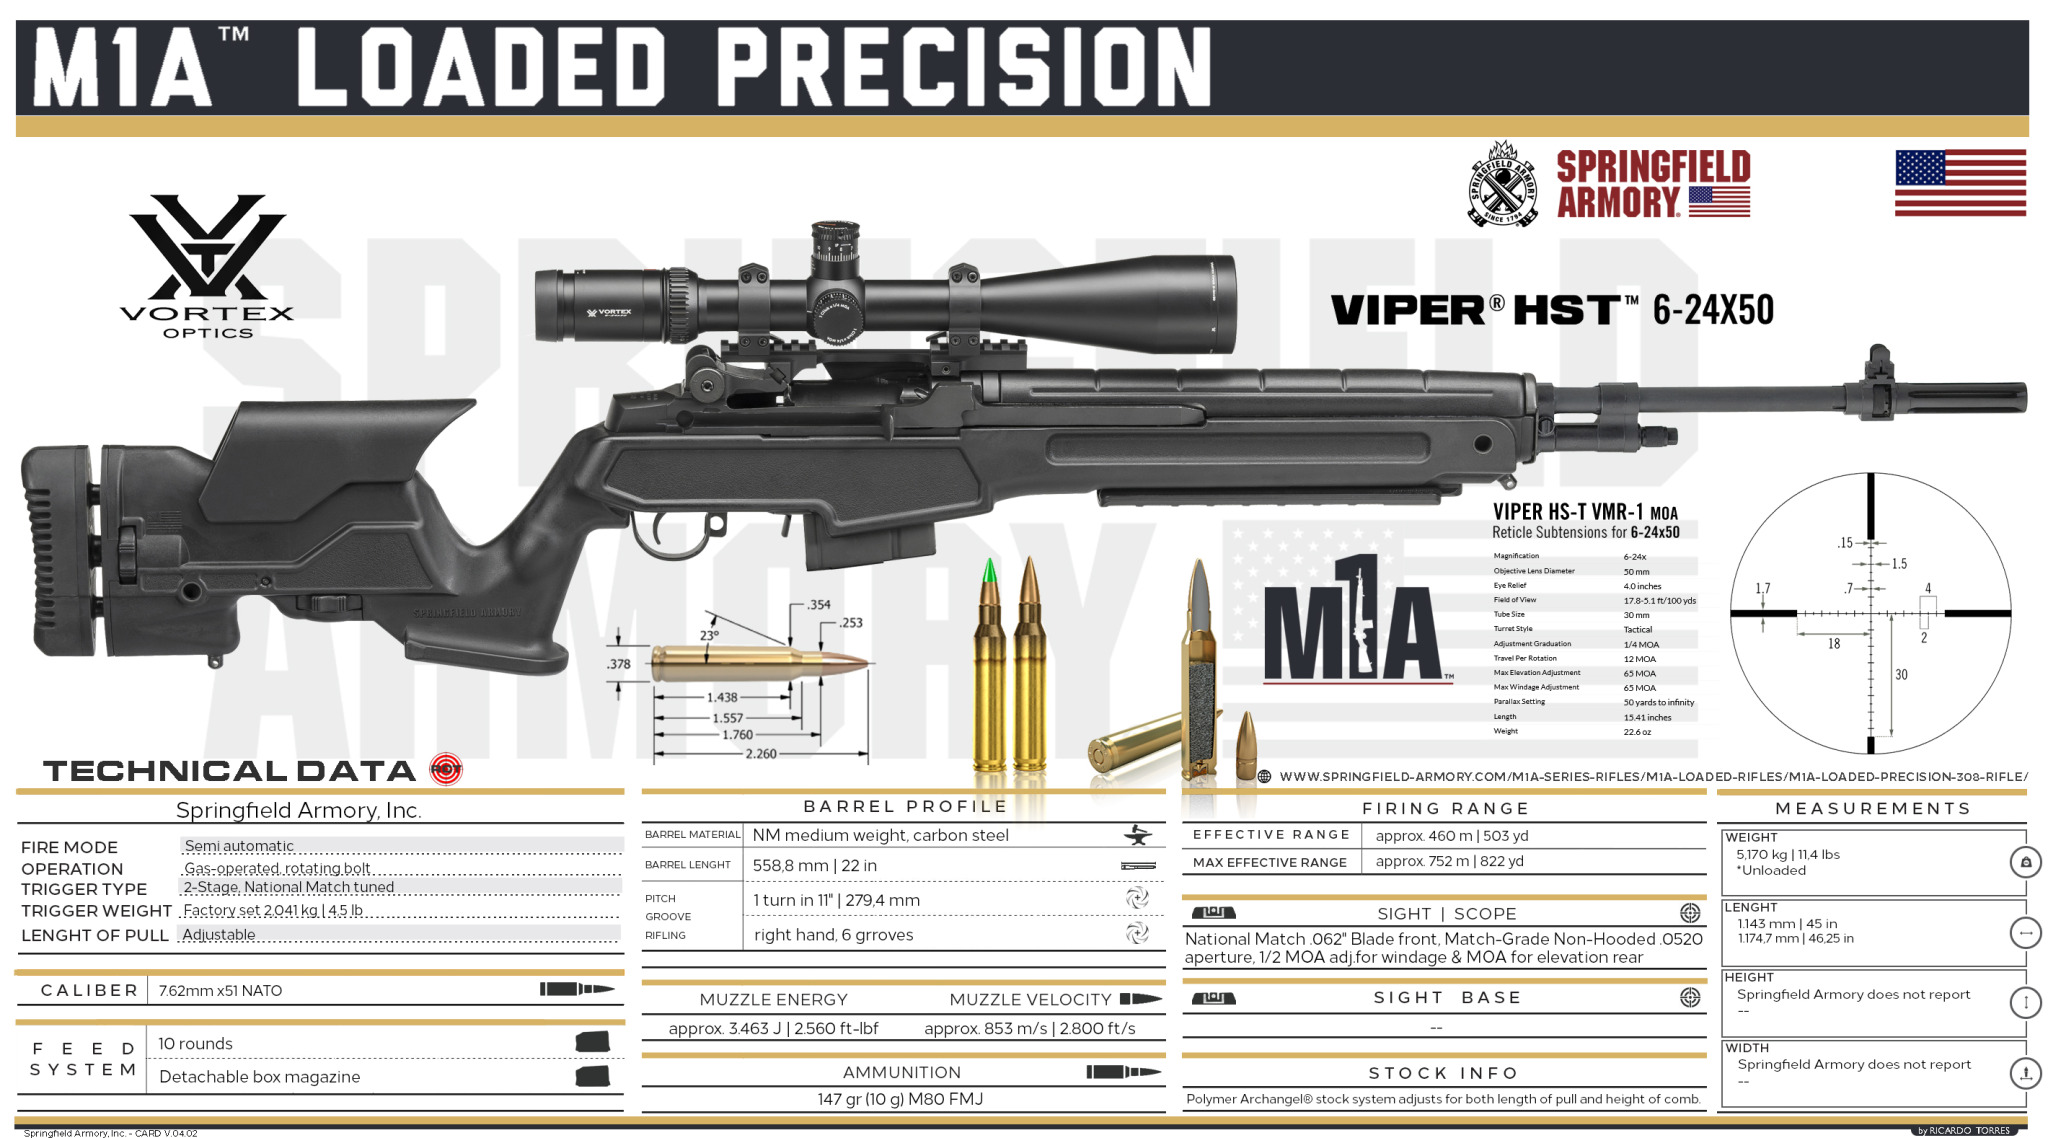 M1A™ LOADED PRECISION
SPRINGFIELD ARMORY
SINCE 1794
SPRINGFIELD
ARMORY.
VORTEX
OPTICS
VORTEX
VIPER® HST™ 6-24X50
SPRINGFIELD
ARMORY
SPRINGFIELD ARMORY
VIPER HS-T VMR-1 MOA
Reticle Subtensions for 6-24x50
Magnification 6-24x
Objective Lens Diameter 50 mm
Eye Relief 4.0 inches
Field of View 17.8-5.1 ft/100 yds
Tube Size 30 mm
Turret Style Tactical
Adjustment Graduation 1/4 MOA
Travel Per Rotation 12 MOA
Max Elevation Adjustment 65 MOA
Max Windage Adjustment 65 MOA
Parallax Setting 50 yards to infinity
Length 15.41 inches
Weight 22.6 oz
.15
1.5
1.7
.7
4
18
2
30
M1A™
.354
.253
23°
.378
1.438
1.557
1.760
2.260
TECHNICAL DATA
WWW.SPRINGFIELD-ARMORY.COM/M1A-SERIES-RIFLES/M1A-LOADED-RIFLES/M1A-LOADED-PRECISION-308-RIFLE/
Springfield Armory, Inc.
FIRE MODE Semi automatic
OPERATION Gas-operated, rotating bolt
TRIGGER TYPE 2-Stage, National Match tuned
TRIGGER WEIGHT Factory set 2,041 kg | 4.5 lb
LENGHT OF PULL Adjustable
CALIBER 7.62mm x51 NATO
FEED SYSTEM
10 rounds
Detachable box magazine
BARREL PROFILE
BARREL MATERIAL NM medium weight, carbon steel
BARREL LENGHT 558,8 mm | 22 in
PITCH 1 turn in 11" | 279,4 mm
GROOVE
RIFLING right hand, 6 grroves
MUZZLE ENERGY MUZZLE VELOCITY
approx. 3.463 J | 2.560 ft-lbf approx. 853 m/s | 2.800 ft/s
AMMUNITION
147 gr (10 g) M80 FMJ
FIRING RANGE
EFFECTIVE RANGE approx. 460 m | 503 yd
MAX EFFECTIVE RANGE approx. 752 m | 822 yd
SIGHT | SCOPE
National Match .062" Blade front, Match-Grade Non-Hooded .0520
aperture, 1/2 MOA adj.for windage & MOA for elevation rear
SIGHT BASE
--
STOCK INFO
Polymer Archangel® stock system adjusts for both length of pull and height of comb.
MEASUREMENTS
WEIGHT
5,170 kg | 11,4 lbs
*Unloaded
LENGHT
1.143 mm | 45 in
1.174,7 mm | 46,25 in
HEIGHT
Springfield Armory does not report
--
WIDTH
Springfield Armory does not report
--
Springfield Armory, Inc. - CARD V.04.02
by RICARDO TORRES